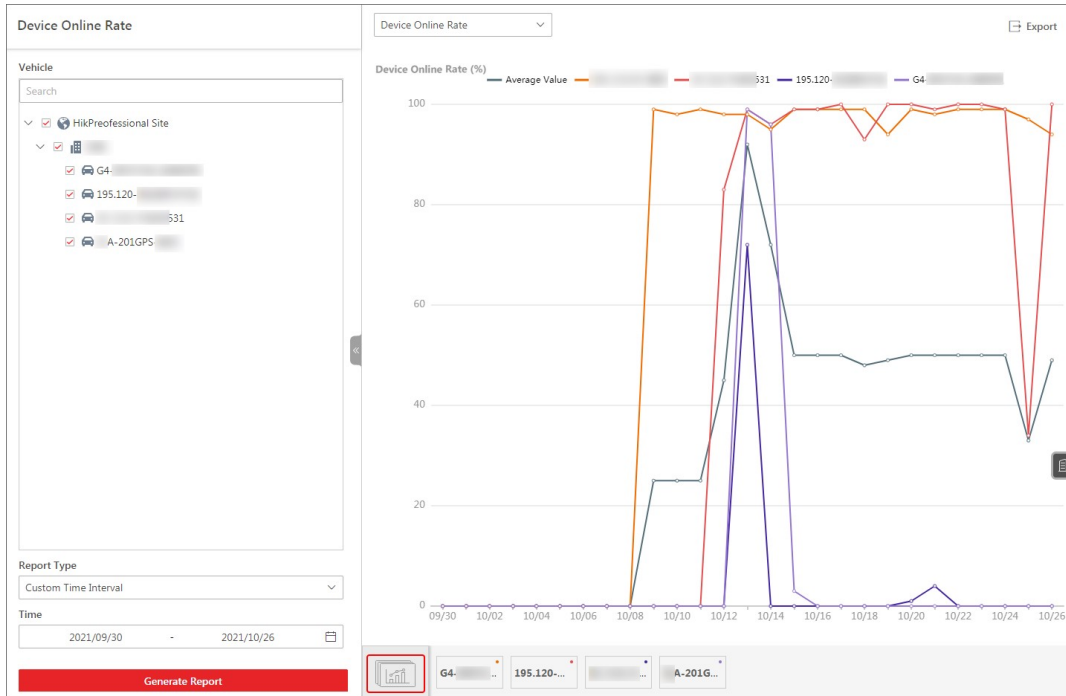 Device Online Rate
Vehicle
Search
HikPreofessional Site
G4-
195.120-
531
A-201GPS
Report Type
Custom Time Interval
Time
2021/09/30 - 2021/10/26
Generate Report
Device Online Rate
Export
Device Online Rate (%)
Average Value 531 195.120- G4-
100
80
60
40
20
0
09/30 10/02 10/04 10/06 10/08 10/10 10/12 10/14 10/16 10/18 10/20 10/22 10/24 10/26
G4- .. 195.120-... ... A-201G...